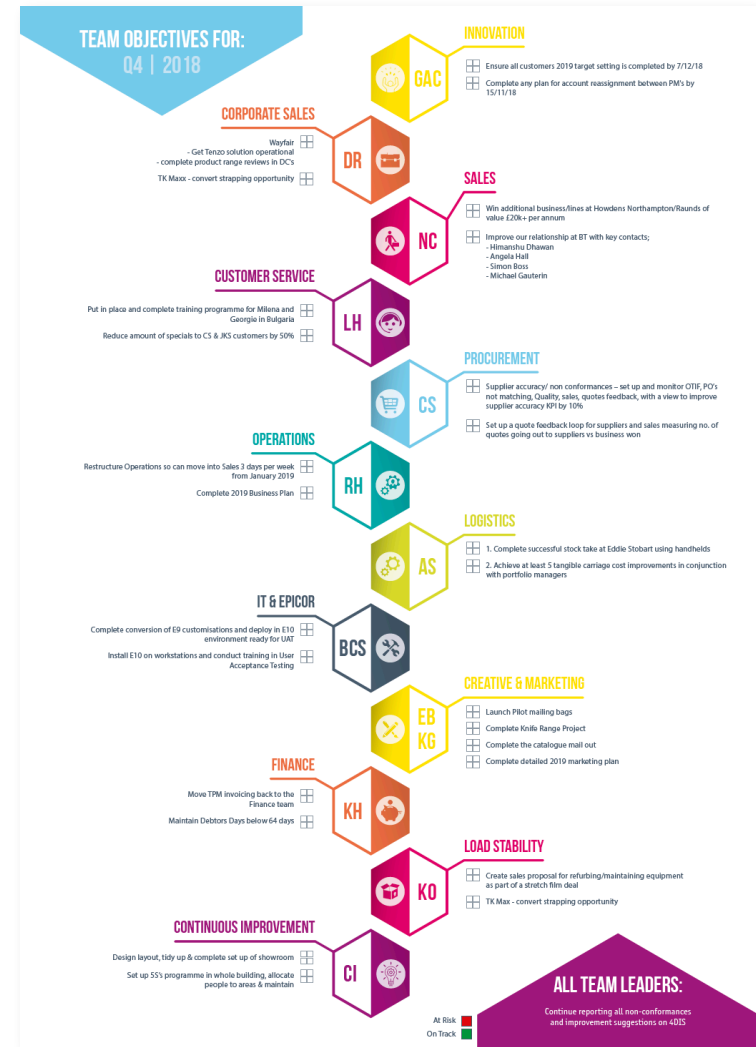 TEAM OBJECTIVES FOR:
Q4 | 2018
INNOVATION
GAC
Ensure all customers 2019 target setting is completed by 7/12/18
Complete any plan for account reassignment between PM's by
15/11/18
CORPORATE SALES
DR
Wayfair
- Get Tenzo solution operational
- complete product range reviews in DC's
TK Maxx - convert strapping opportunity
SALES
NC
Win additional business/lines at Howdens Northampton/Raunds of
value £20k+ per annum
Improve our relationship at BT with key contacts;
- Himanshu Dhawan
- Angela Hall
- Simon Boss
- Michael Gauterin
CUSTOMER SERVICE
LH
Put in place and complete training programme for Milena and
Georgie in Bulgaria
Reduce amount of specials to CS & JKS customers by 50%
PROCUREMENT
CS
Supplier accuracy/ non conformances – set up and monitor OTIF, PO's
not matching, Quality, sales, quotes feedback, with a view to improve
supplier accuracy KPI by 10%
Set up a quote feedback loop for suppliers and sales measuring no. of
quotes going out to suppliers vs business won
OPERATIONS
RH
Restructure Operations so can move into Sales 3 days per week
from January 2019
Complete 2019 Business Plan
LOGISTICS
AS
1. Complete successful stock take at Eddie Stobart using handhelds
2. Achieve at least 5 tangible carriage cost improvements in conjunction
with portfolio managers
IT & EPICOR
BCS
Complete conversion of E9 customisations and deploy in E10
environment ready for UAT
Install E10 on workstations and conduct training in User
Acceptance Testing
CREATIVE & MARKETING
EB
KG
Launch Pilot mailing bags
Complete Knife Range Project
Complete the catalogue mail out
Complete detailed 2019 marketing plan
FINANCE
KH
Move TPM invoicing back to the
Finance team
Maintain Debtors Days below 64 days
LOAD STABILITY
KO
Create sales proposal for refurbing/maintaining equipment
as part of a stretch film deal
TK Max - convert strapping opportunity
CONTINUOUS IMPROVEMENT
CI
Design layout, tidy up & complete set up of showroom
Set up 5S's programme in whole building, allocate
people to areas & maintain
ALL TEAM LEADERS:
Continue reporting all non-conformances
and improvement suggestions on 4DIS
At Risk
On Track